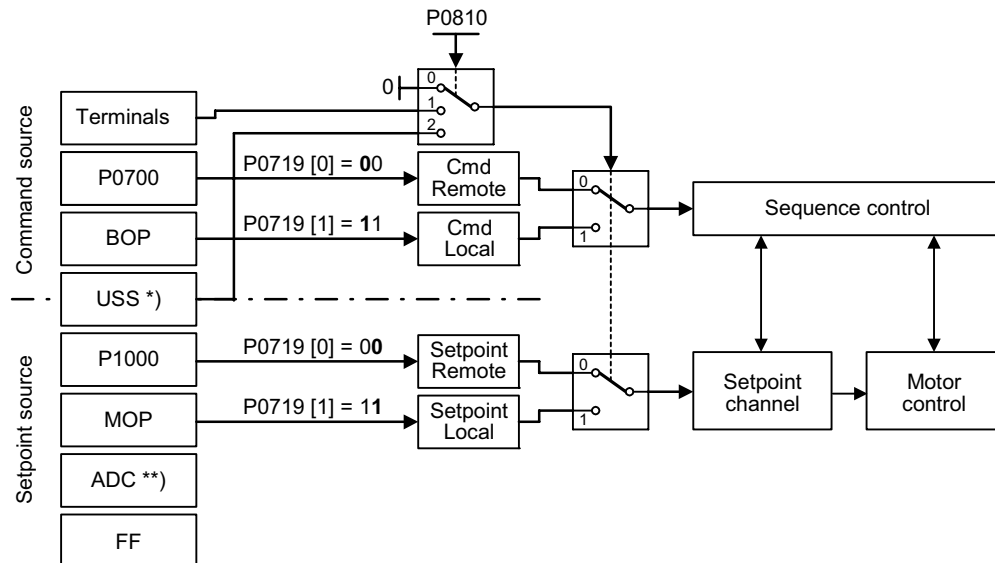 P0810
0
0
1
2
Command source
Terminals
P0700
P0719 [0] = 00
Cmd
Remote
0
1
Sequence control
BOP
P0719 [1] = 11
Cmd
Local
USS *)
Setpoint source
P1000
P0719 [0] = 00
Setpoint
Remote
0
1
Setpoint
channel
Motor
control
MOP
P0719 [1] = 11
Setpoint
Local
ADC **)
FF